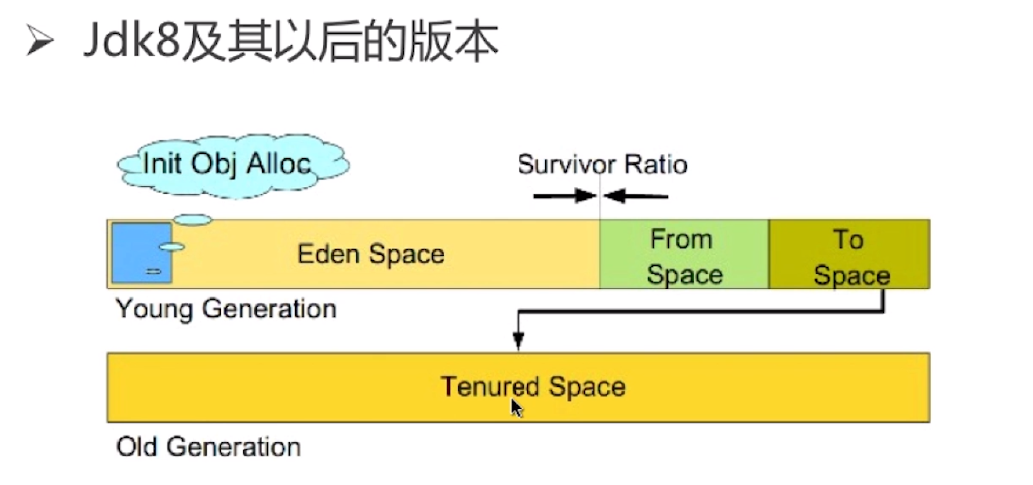 Jdk8及其以后的版本
Init Obj Alloc
Survivor Ratio
Eden Space
From
Space
To
Space
Young Generation
Tenured Space
Old Generation